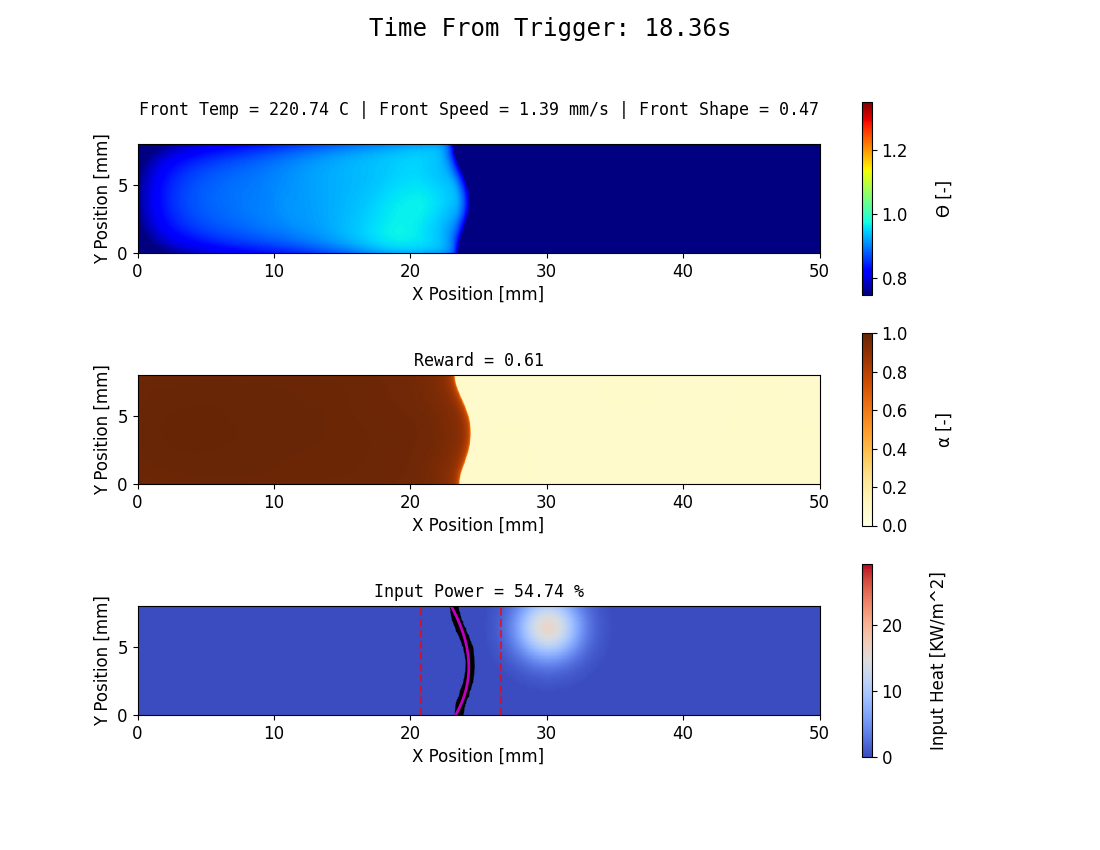 Time From Trigger: 18.36s
Front Temp = 220.74 C | Front Speed = 1.39 mm/s | Front Shape = 0.47
Y Position [mm]
5
0
0 10 20 30 40 50
X Position [mm]
1.2
1.0
0.8
Θ [-]
Reward = 0.61
Y Position [mm]
5
0
0 10 20 30 40 50
X Position [mm]
1.0
0.8
0.6
0.4
0.2
0.0
α [-]
Input Power = 54.74 %
Y Position [mm]
5
0
0 10 20 30 40 50
X Position [mm]
20
10
0
Input Heat [KW/m^2]